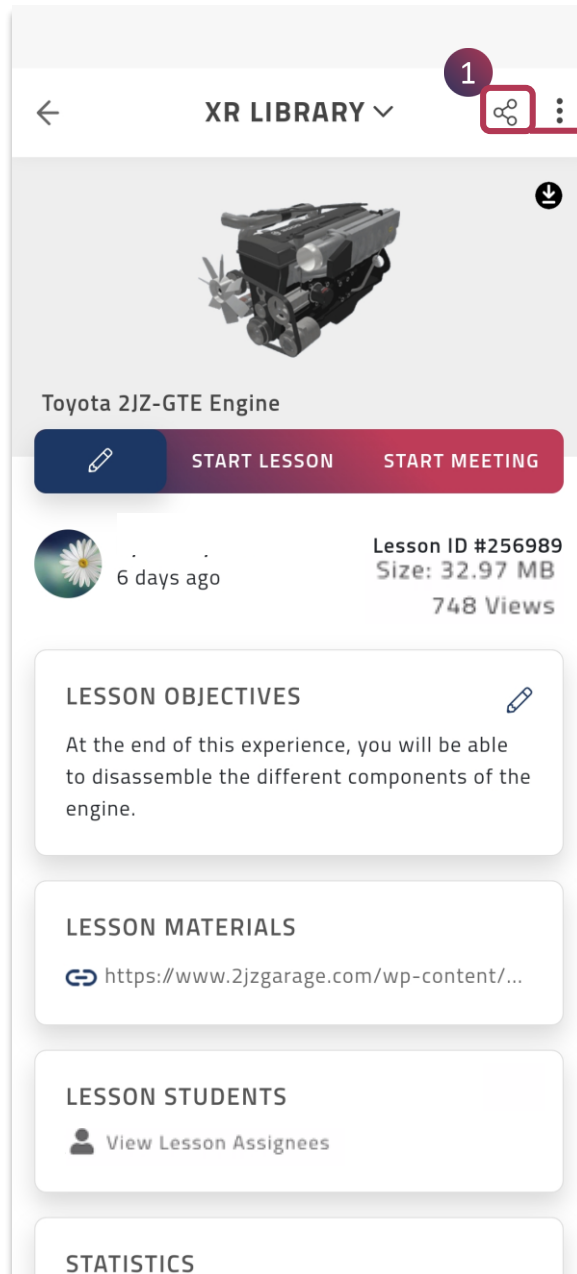 1
XR LIBRARY
Toyota 2JZ-GTE Engine
START LESSON START MEETING
Lesson ID #256989
6 days ago
Size: 32.97 MB
748 Views
LESSON OBJECTIVES
At the end of this experience, you will be able
to disassemble the different components of the
engine.
LESSON MATERIALS
https://www.2jzgarage.com/wp-content/...
LESSON STUDENTS
View Lesson Assignees
STATISTICS